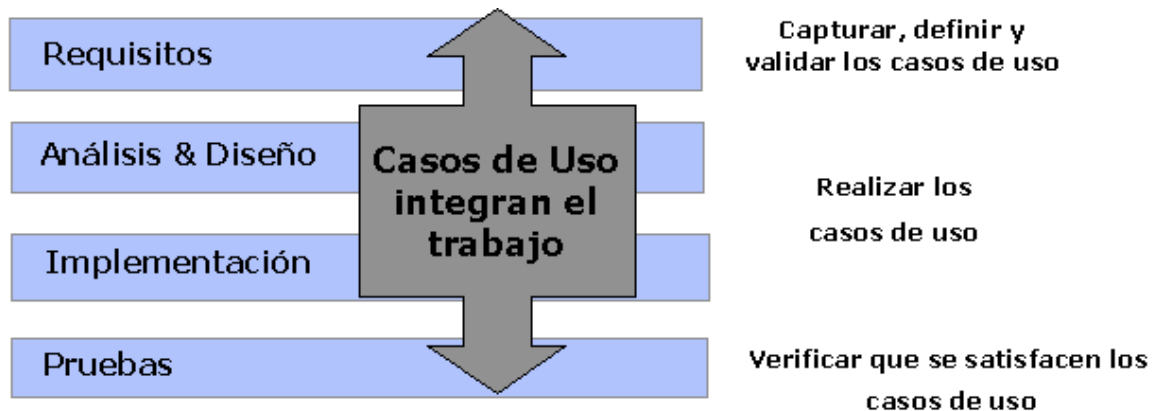 Requisitos
Capturar, definir y
validar los casos de uso
Análisis & Diseño
Casos de Uso
integran el
trabajo
Realizar los
casos de uso
Implementación
Pruebas
Verificar que se satisfacen los
casos de uso